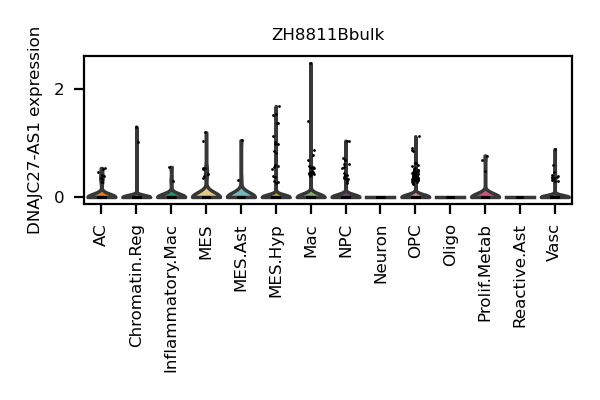 ZH8811Bbulk
DNAJC27-AS1 expression
2
0
AC
Chromatin.Reg
Inflammatory.Mac
MES
MES.Ast
MES.Hyp
Mac
NPC
Neuron
OPC
Oligo
Prolif.Metab
Reactive.Ast
Vasc